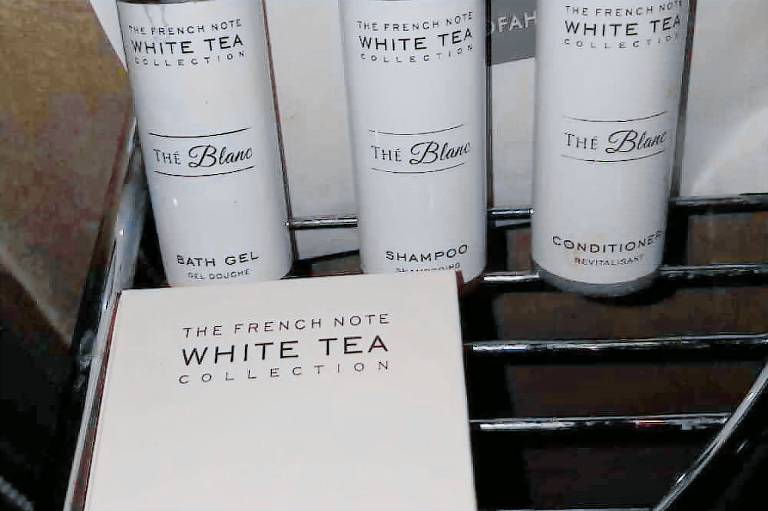 THE FRENCH NOTE
WHITE TEA
COLLECTION
THÉ Blanc
BATH GEL
GEL DOUCHE
THE FRENCH NOTE
WHITE TEA
COLLECTION
THÉ Blanc
SHAMPOO
SHAMPOOING
THE FRENCH NOTE
WHITE TEA
COLLECTION
THÉ Blanc
CONDITIONER
REVITALISANT
THE FRENCH NOTE
WHITE TEA
COLLECTION